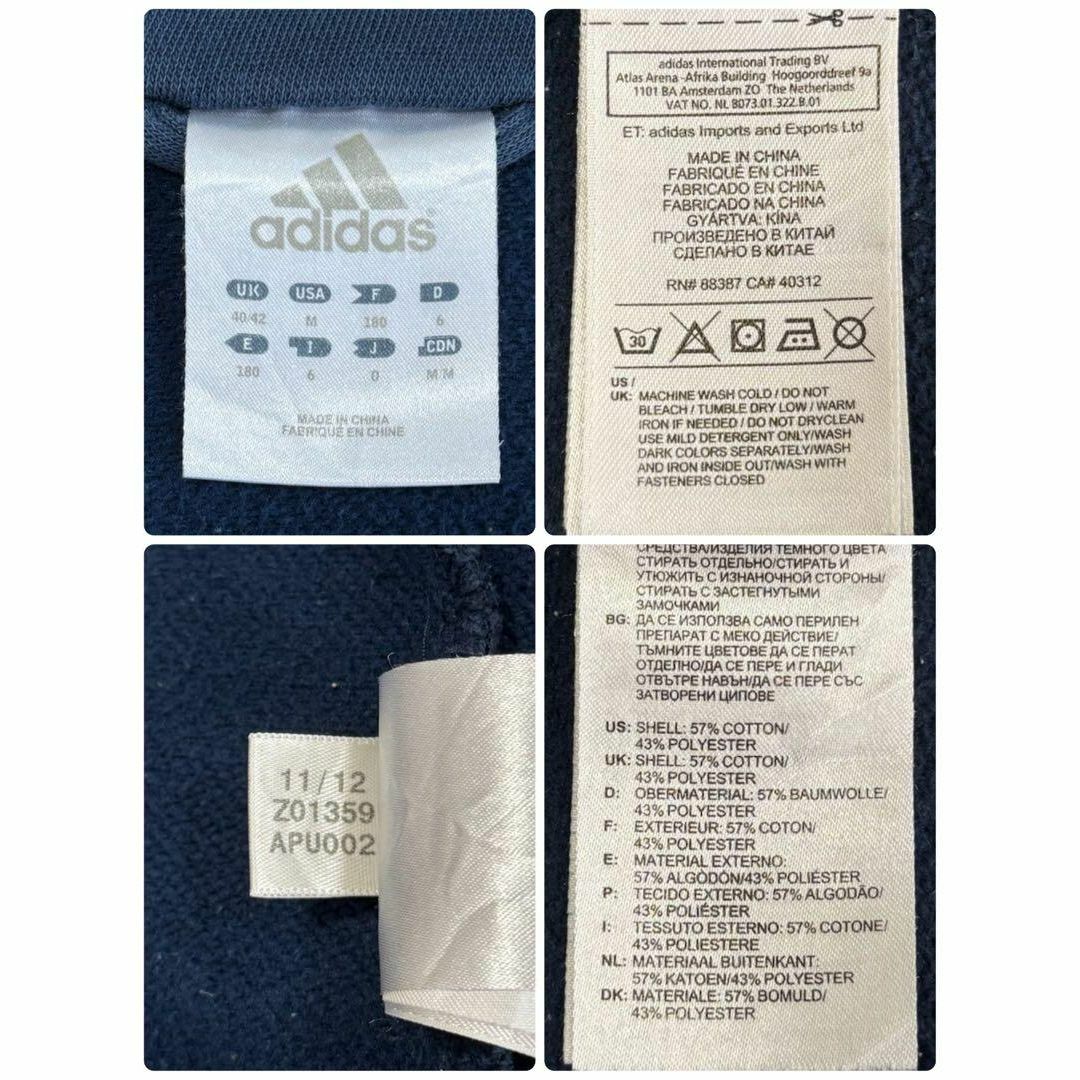 adidas
UK USA F D
40/42 M 180 6
E I J CDN
180 6 0 M/M
MADE IN CHINA
FABRIQUÉ EN CHINE
adidas International Trading BV
Atlas Arena -Afrika Building Hoogoorddreef 9a
1101 BA Amsterdam ZO The Netherlands
VAT NO. NL 8073.01.322.B.01
ET: adidas Imports and Exports Ltd
MADE IN CHINA
FABRIQUÉ EN CHINE
FABRICADO EN CHINA
FABRICADO NA CHINA
GYÁRTVA: KÍNA
ПРОИЗВЕДЕНО В КИТАЙ
СДЕЛАНО В КИТАЕ
RN# 88387 CA# 40312
30
US /
UK: MACHINE WASH COLD / DO NOT
BLEACH / TUMBLE DRY LOW / WARM
IRON IF NEEDED / DO NOT DRYCLEAN
USE MILD DETERGENT ONLY/WASH
DARK COLORS SEPARATELY/WASH
AND IRON INSIDE OUT/WASH WITH
FASTENERS CLOSED
11/12
Z01359
APU002
СРЕДСТВА/ИЗДЕЛИЯ ТЕМНОГО ЦВЕТА
СТИРАТЬ ОТДЕЛЬНО/СТИРАТЬ И
УТЮЖИТЬ С ИЗНАНОЧНОЙ СТОРОНЫ/
СТИРАТЬ С ЗАСТЕГНУТЫМИ
ЗАМОЧКАМИ
BG: ДА СЕ ИЗПОЛЗВА САМО ПЕРИЛЕН
ПРЕПАРАТ С МЕКО ДЕЙСТВИЕ/
ТЪМНИТЕ ЦВЕТОВЕ ДА СЕ ПЕРАТ
ОТДЕЛНО/ДА СЕ ПЕРЕ И ГЛАДИ
ОТВЪТРЕ НАВЪН/ДА СЕ ПЕРЕ СЪС
ЗАТВОРЕНИ ЦИПОВЕ
US: SHELL: 57% COTTON/
43% POLYESTER
UK: SHELL: 57% COTTON/
43% POLYESTER
D: OBERMATERIAL: 57% BAUMWOLLE/
43% POLYESTER
F: EXTERIEUR: 57% COTON/
43% POLYESTER
E: MATERIAL EXTERNO:
57% ALGODÓN/43% POLIÉSTER
P: TECIDO EXTERNO: 57% ALGODÃO/
43% POLIÉSTER
I: TESSUTO ESTERNO: 57% COTONE/
43% POLIESTERE
NL: MATERIAAL BUITENKANT:
57% KATOEN/43% POLYESTER
DK: MATERIALE: 57% BOMULD/
43% POLYESTER